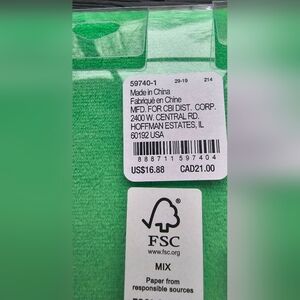 59740-1 29-19 214
Made in China
Fabriqué en Chine
MFD. FOR CBI DIST. CORP.
2400 W. CENTRAL RD.
HOFFMAN ESTATES, IL
60192 USA
888711597404
US$16.88 CAD21.00
FSC
www.fsc.org
MIX
Paper from
responsible sources